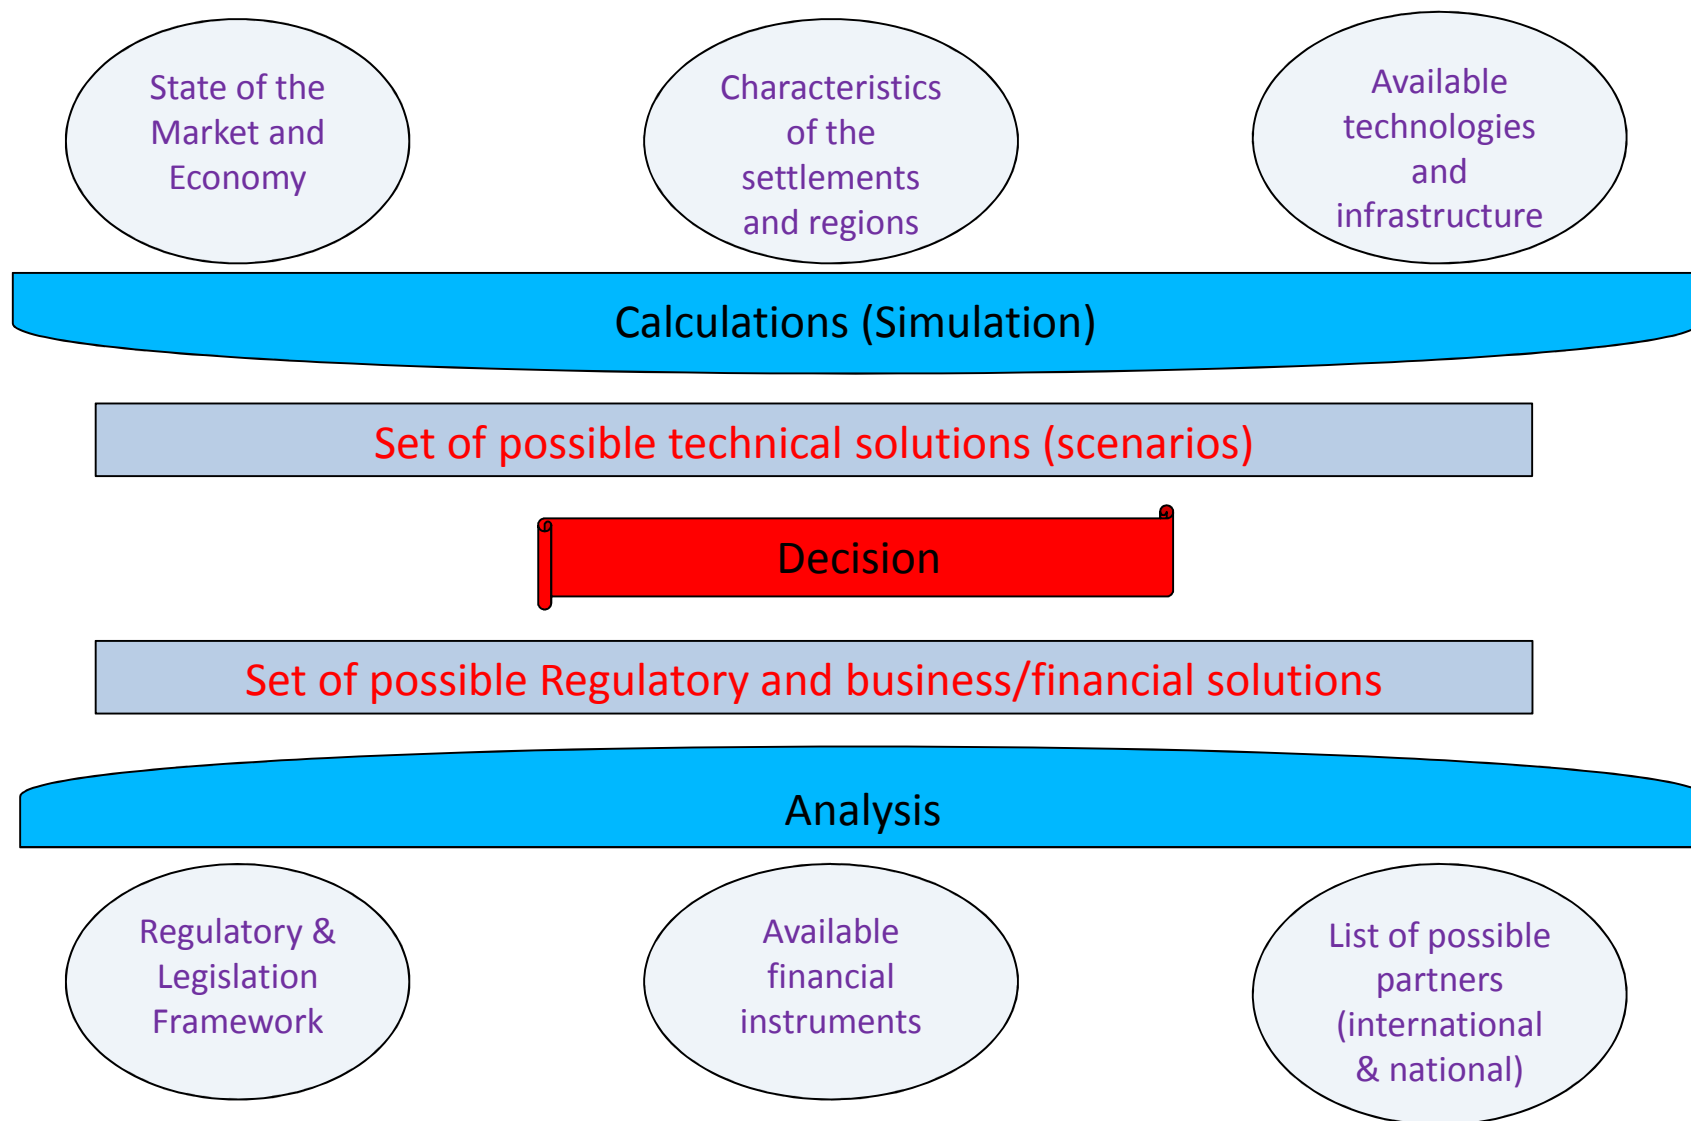 State of the
Market and
Economy
Characteristics
of the
settlements
and regions
Available
technologies
and
infrastructure
Calculations (Simulation)
Set of possible technical solutions (scenarios)
Decision
Set of possible Regulatory and business/financial solutions
Analysis
Regulatory &
Legislation
Framework
Available
financial
instruments
List of possible
partners
(international
& national)